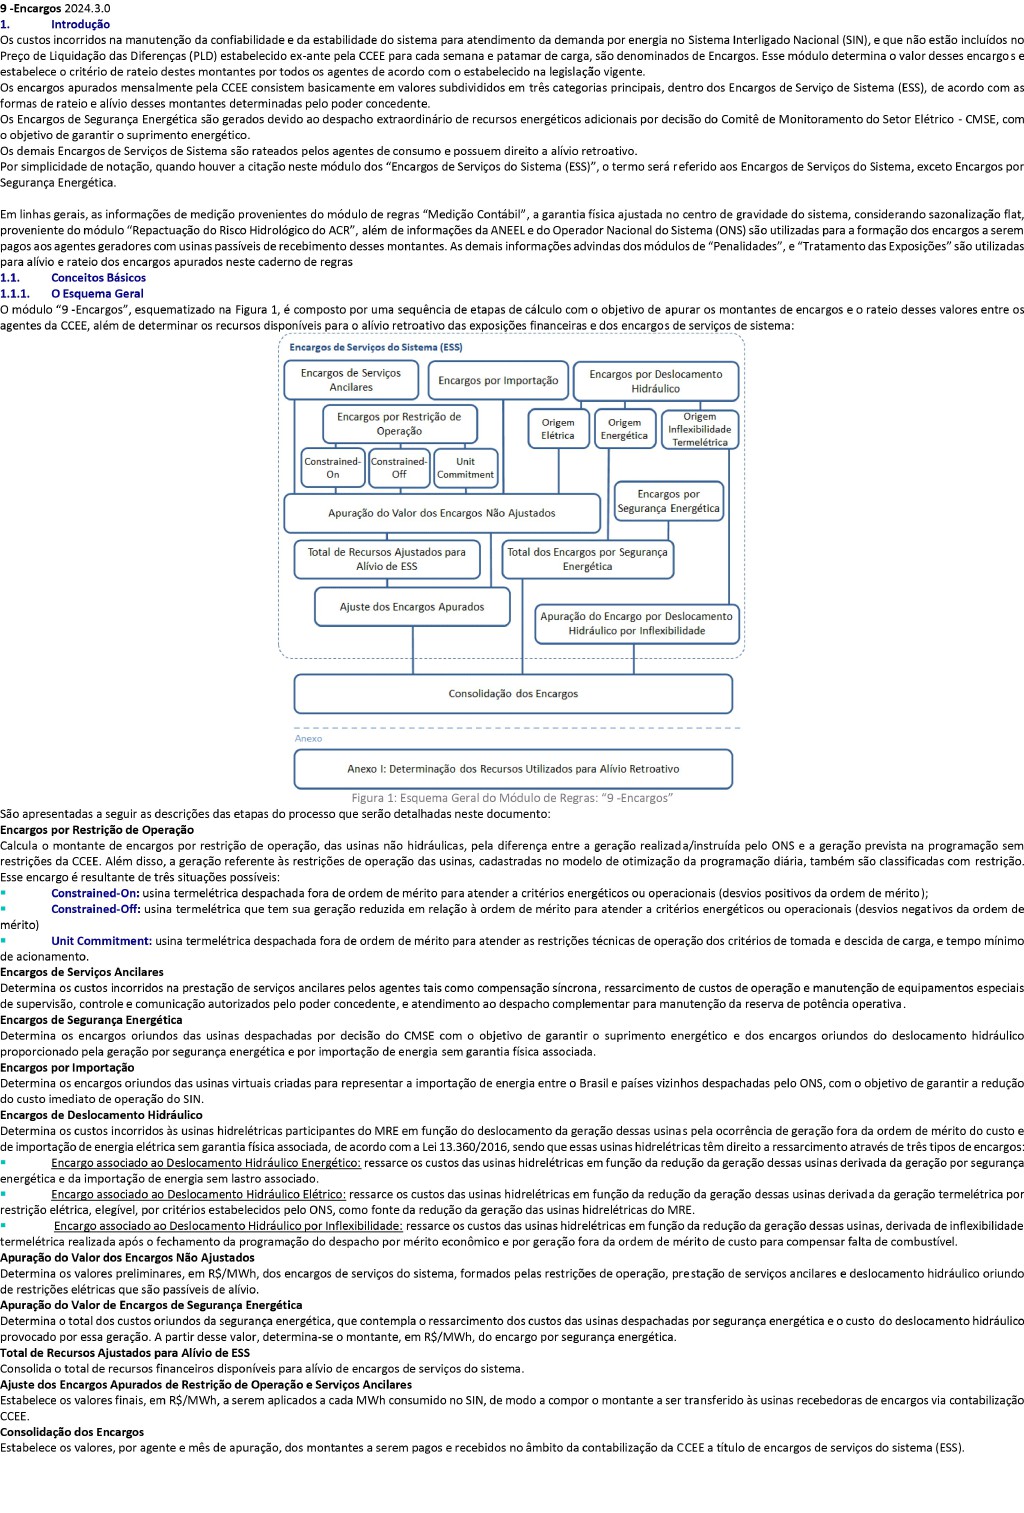 9 -Encargos 2024.3.0
1. Introdução
Os custos incorridos na manutenção da confiabilidade e da estabilidade do sistema para atendimento da demanda por energia no Sistema Interligado Nacional (SIN), e que não estão incluídos no
Preço de Liquidação das Diferenças (PLD) estabelecido ex-ante pela CCEE para cada semana e patamar de carga, são denominados de Encargos. Esse módulo determina o valor desses encargos e
estabelece o critério de rateio destes montantes por todos os agentes de acordo com o estabelecido na legislação vigente.
Os encargos apurados mensalmente pela CCEE consistem basicamente em valores subdivididos em três categorias principais, dentro dos Encargos de Serviço de Sistema (ESS), de acordo com as
formas de rateio e alívio desses montantes determinadas pelo poder concedente.
Os Encargos de Segurança Energética são gerados devido ao despacho extraordinário de recursos energéticos adicionais por decisão do Comitê de Monitoramento do Setor Elétrico - CMSE, com
o objetivo de garantir o suprimento energético.
Os demais Encargos de Serviços de Sistema são rateados pelos agentes de consumo e possuem direito a alívio retroativo.
Por simplicidade de notação, quando houver a citação neste módulo dos “Encargos de Serviços do Sistema (ESS)”, o termo será referido aos Encargos de Serviços do Sistema, exceto Encargos por
Segurança Energética.
Em linhas gerais, as informações de medição provenientes do módulo de regras “Medição Contábil”, a garantia física ajustada no centro de gravidade do sistema, considerando sazonalização flat,
proveniente do módulo “Repactuação do Risco Hidrológico do ACR”, além de informações da ANEEL e do Operador Nacional do Sistema (ONS) são utilizadas para a formação dos encargos a serem
pagos aos agentes geradores com usinas passíveis de recebimento desses montantes. As demais informações advindas dos módulos de “Penalidades”, e “Tratamento das Exposições” são utilizadas
para alívio e rateio dos encargos apurados neste caderno de regras
1.1. Conceitos Básicos
1.1.1. O Esquema Geral
O módulo “9 -Encargos”, esquematizado na Figura 1, é composto por uma sequência de etapas de cálculo com o objetivo de apurar os montantes de encargos e o rateio desses valores entre os
agentes da CCEE, além de determinar os recursos disponíveis para o alívio retroativo das exposições financeiras e dos encargos de serviços de sistema:
Encargos de Serviços do Sistema (ESS)
Encargos de Serviços
Ancilares
Encargos por Importação
Encargos por Deslocamento
Hidráulico
Encargos por Restrição de
Operação
Origem
Elétrica
Origem
Energética
Origem
Inflexibilidade
Termelétrica
Constrained-
On
Constrained-
Off
Unit
Commitment
Encargos por
Segurança Energética
Apuração do Valor dos Encargos Não Ajustados
Total de Recursos Ajustados para
Alívio de ESS
Total dos Encargos por Segurança
Energética
Ajuste dos Encargos Apurados
Apuração do Encargo por Deslocamento
Hidráulico por Inflexibilidade
Consolidação dos Encargos
Anexo
Anexo I: Determinação dos Recursos Utilizados para Alívio Retroativo
Figura 1: Esquema Geral do Módulo de Regras: “9 -Encargos”
São apresentadas a seguir as descrições das etapas do processo que serão detalhadas neste documento:
Encargos por Restrição de Operação
Calcula o montante de encargos por restrição de operação, das usinas não hidráulicas, pela diferença entre a geração realizada/instruída pelo ONS e a geração prevista na programação sem
restrições da CCEE. Além disso, a geração referente às restrições de operação das usinas, cadastradas no modelo de otimização da programação diária, também são classificadas com restrição.
Esse encargo é resultante de três situações possíveis:
▪ Constrained-On: usina termelétrica despachada fora de ordem de mérito para atender a critérios energéticos ou operacionais (desvios positivos da ordem de mérito);
▪ Constrained-Off: usina termelétrica que tem sua geração reduzida em relação à ordem de mérito para atender a critérios energéticos ou operacionais (desvios negativos da ordem de
mérito)
▪ Unit Commitment: usina termelétrica despachada fora de ordem de mérito para atender as restrições técnicas de operação dos critérios de tomada e descida de carga, e tempo mínimo
de acionamento.
Encargos de Serviços Ancilares
Determina os custos incorridos na prestação de serviços ancilares pelos agentes tais como compensação síncrona, ressarcimento de custos de operação e manutenção de equipamentos especiais
de supervisão, controle e comunicação autorizados pelo poder concedente, e atendimento ao despacho complementar para manutenção da reserva de potência operativa.
Encargos de Segurança Energética
Determina os encargos oriundos das usinas despachadas por decisão do CMSE com o objetivo de garantir o suprimento energético e dos encargos oriundos do deslocamento hidráulico
proporcionado pela geração por segurança energética e por importação de energia sem garantia física associada.
Encargos por Importação
Determina os encargos oriundos das usinas virtuais criadas para representar a importação de energia entre o Brasil e países vizinhos despachadas pelo ONS, com o objetivo de garantir a redução
do custo imediato de operação do SIN.
Encargos de Deslocamento Hidráulico
Determina os custos incorridos às usinas hidrelétricas participantes do MRE em função do deslocamento da geração dessas usinas pela ocorrência de geração fora da ordem de mérito do custo e
de importação de energia elétrica sem garantia física associada, de acordo com a Lei 13.360/2016, sendo que essas usinas hidrelétricas têm direito a ressarcimento através de três tipos de encargos:
▪ Encargo associado ao Deslocamento Hidráulico Energético: ressarce os custos das usinas hidrelétricas em função da redução da geração dessas usinas derivada da geração por segurança
energética e da importação de energia sem lastro associado.
▪ Encargo associado ao Deslocamento Hidráulico Elétrico: ressarce os custos das usinas hidrelétricas em função da redução da geração dessas usinas derivada da geração termelétrica por
restrição elétrica, elegível, por critérios estabelecidos pelo ONS, como fonte da redução da geração das usinas hidrelétricas do MRE.
▪ Encargo associado ao Deslocamento Hidráulico por Inflexibilidade: ressarce os custos das usinas hidrelétricas em função da redução da geração dessas usinas, derivada de inflexibilidade
termelétrica realizada após o fechamento da programação do despacho por mérito econômico e por geração fora da ordem de mérito de custo para compensar falta de combustível.
Apuração do Valor dos Encargos Não Ajustados
Determina os valores preliminares, em R$/MWh, dos encargos de serviços do sistema, formados pelas restrições de operação, prestação de serviços ancilares e deslocamento hidráulico oriundo
de restrições elétricas que são passíveis de alívio.
Apuração do Valor de Encargos de Segurança Energética
Determina o total dos custos oriundos da segurança energética, que contempla o ressarcimento dos custos das usinas despachadas por segurança energética e o custo do deslocamento hidráulico
provocado por essa geração. A partir desse valor, determina-se o montante, em R$/MWh, do encargo por segurança energética.
Total de Recursos Ajustados para Alívio de ESS
Consolida o total de recursos financeiros disponíveis para alívio de encargos de serviços do sistema.
Ajuste dos Encargos Apurados de Restrição de Operação e Serviços Ancilares
Estabelece os valores finais, em R$/MWh, a serem aplicados a cada MWh consumido no SIN, de modo a compor o montante a ser transferido às usinas recebedoras de encargos via contabilização
CCEE.
Consolidação dos Encargos
Estabelece os valores, por agente e mês de apuração, dos montantes a serem pagos e recebidos no âmbito da contabilização da CCEE a título de encargos de serviços do sistema (ESS).